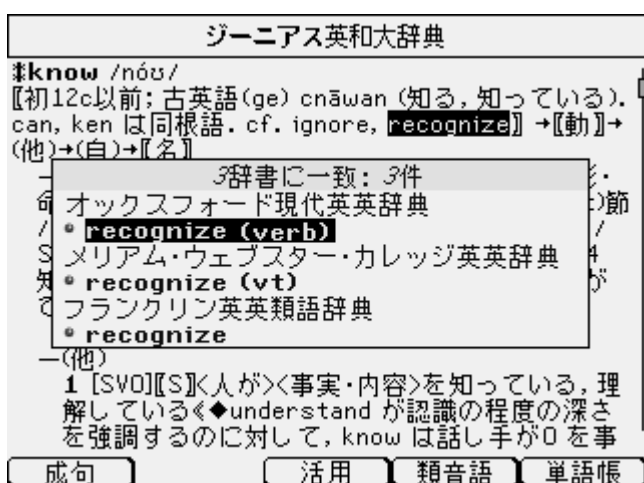 ジーニアス英和大辞典
know /nóʊ/
〖初12c以前; 古英語(ge) cnāwan (知る, 知っている).
can, ken は同根語. cf. ignore, recognize〗 →〖動〗→
(他)→(自)→〖名〗
3辞書に一致: 3件
オックスフォード現代英英辞典
recognize (verb)
メリアム・ウェブスター・カレッジ英英辞典
recognize (vt)
フランクリン英英類語辞典
recognize
―(他)
1 [SVO]〖S〗<人が><事実・内容>を知っている, 理
解している《◆understand が認識の程度の深さ
を強調するのに対して, know は話し手がO を事
成句 活用 類音語 単語帳